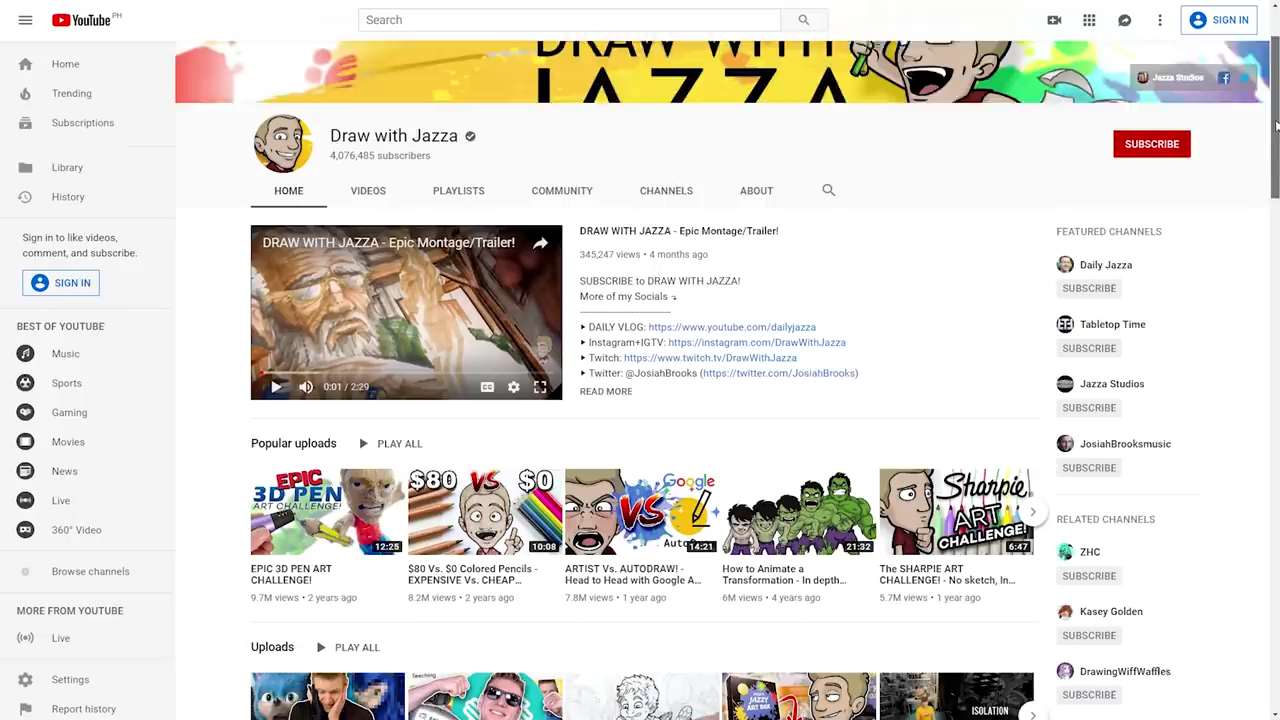 YouTube PH
Search
SIGN IN
Home
Trending
Subscriptions
Library
History
Sign in to like videos,
comment, and subscribe.
SIGN IN
BEST OF YOUTUBE
Music
Sports
Gaming
Movies
News
Live
360° Video
Browse channels
MORE FROM YOUTUBE
Live
Settings
Report history
DRAW WITH
JAZZA
Jazza Studios
Draw with Jazza
4,076,485 subscribers
SUBSCRIBE
HOME
VIDEOS
PLAYLISTS
COMMUNITY
CHANNELS
ABOUT
DRAW WITH JAZZA - Epic Montage/Trailer!
0:01 / 2:29
DRAW WITH JAZZA - Epic Montage/Trailer!
345,247 views • 4 months ago
SUBSCRIBE to DRAW WITH JAZZA!
More of my Socials ⤵
------------------------------
▸ DAILY VLOG: https://www.youtube.com/dailyjazza
▸ Instagram+IGTV: https://instagram.com/DrawWithJazza
▸ Twitch: https://www.twitch.tv/DrawWithJazza
▸ Twitter: @JosiahBrooks (https://twitter.com/JosiahBrooks)
READ MORE
Popular uploads
PLAY ALL
EPIC
3D PEN
ART CHALLENGE!
12:25
EPIC 3D PEN ART
CHALLENGE!
9.7M views • 2 years ago
$80 VS $0
10:08
$80 Vs. $0 Colored Pencils -
EXPENSIVE Vs. CHEAP...
8.2M views • 2 years ago
Google
VS
14:21
ARTIST Vs. AUTODRAW! -
Head to Head with Google A...
7.8M views • 1 year ago
21:32
How to Animate a
Transformation - In depth...
6M views • 4 years ago
Sharpie
ART
CHALLENGE!
6:47
The SHARPIE ART
CHALLENGE! - No sketch, In...
5.7M views • 1 year ago
Uploads
PLAY ALL
Teaching
ISOLATION
FEATURED CHANNELS
Daily Jazza
SUBSCRIBE
Tabletop Time
SUBSCRIBE
Jazza Studios
SUBSCRIBE
JosiahBrooksmusic
SUBSCRIBE
RELATED CHANNELS
ZHC
SUBSCRIBE
Kasey Golden
SUBSCRIBE
DrawingWiffWaffles
SUBSCRIBE